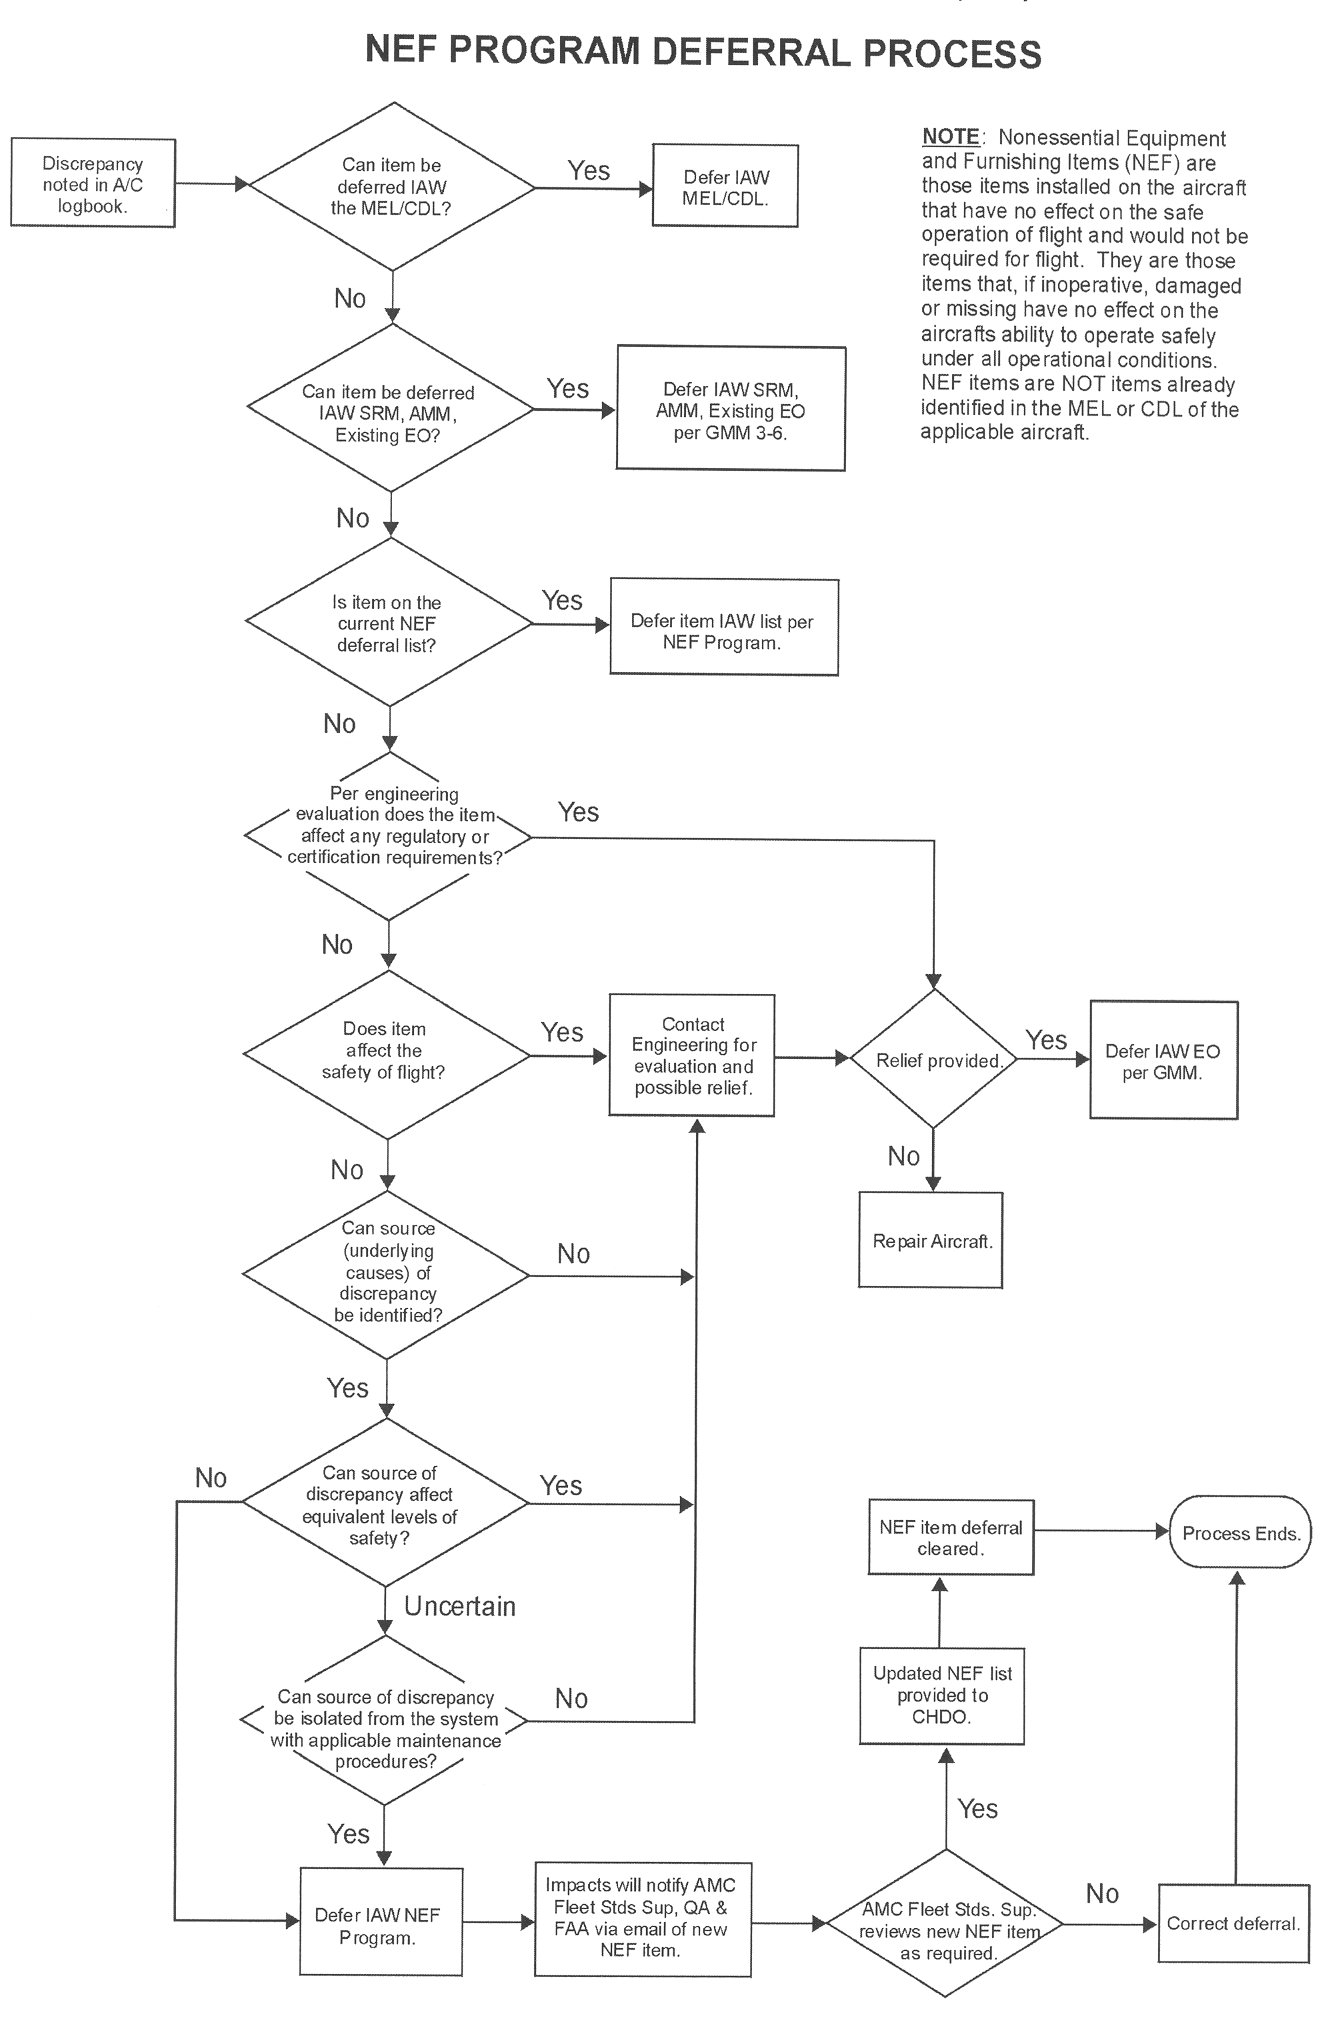 NEF PROGRAM DEFERRAL PROCESS
Discrepancy
noted in A/C
logbook.
Can item be
deferred IAW
the MEL/CDL?
Yes
Defer IAW
MEL/CDL.
NOTE: Nonessential Equipment
and Furnishing Items (NEF) are
those items installed on the aircraft
that have no effect on the safe
operation of flight and would not be
required for flight. They are those
items that, if inoperative, damaged
or missing have no effect on the
aircrafts ability to operate safely
under all operational conditions.
NEF items are NOT items already
identified in the MEL or CDL of the
applicable aircraft.
No
Can item be deferred
IAW SRM, AMM,
Existing EO?
Yes
Defer IAW SRM,
AMM, Existing EO
per GMM 3-6.
No
Is item on the
current NEF
deferral list?
Yes
Defer item IAW list per
NEF Program.
No
Per engineering
evaluation does the item
affect any regulatory or
certification requirements?
Yes
No
Does item
affect the
safety of flight?
Yes
Contact
Engineering for
evaluation and
possible relief.
Relief provided.
Yes
Defer IAW EO
per GMM.
No
Repair Aircraft.
No
Can source
(underlying
causes) of
discrepancy
be identified?
No
Yes
Can source of
discrepancy affect
equivalent levels of
safety?
No
Yes
Uncertain
Can source of discrepancy
be isolated from the system
with applicable maintenance
procedures?
No
Yes
Defer IAW NEF
Program.
Impacts will notify AMC
Fleet Stds Sup, QA &
FAA via email of new
NEF item.
AMC Fleet Stds. Sup.
reviews new NEF item
as required.
Yes
Updated NEF list
provided to
CHDO.
NEF item deferral
cleared.
Process Ends.
No
Correct deferral.